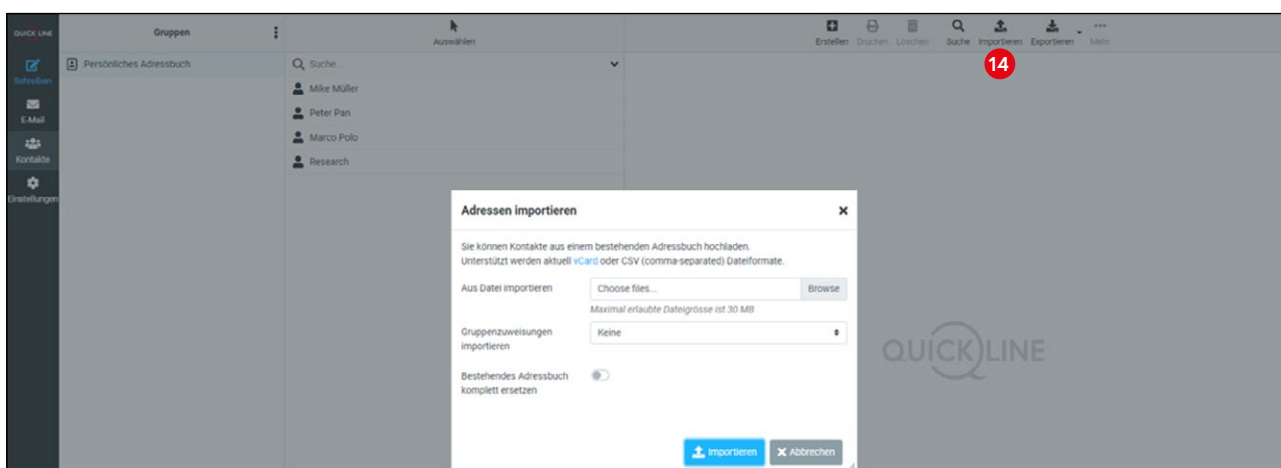 QUICK LINE
Gruppen
Auswählen
Erstellen Drucken Löschen Suche Importieren Exportieren Mehr
14
Schreiben
E-Mail
Kontakte
Einstellungen
Persönliches Adressbuch
Suche...
Mike Müller
Peter Pan
Marco Polo
Research
Adressen importieren
Sie können Kontakte aus einem bestehenden Adressbuch hochladen.
Unterstützt werden aktuell vCard oder CSV (comma-separated) Dateiformate.
Aus Datei importieren Choose files... Browse
Maximal erlaubte Dateigrösse ist 30 MB
Gruppenzuweisungen Keine
importieren
Bestehendes Adressbuch
komplett ersetzen
Importieren Abbrechen
QUICKLINE